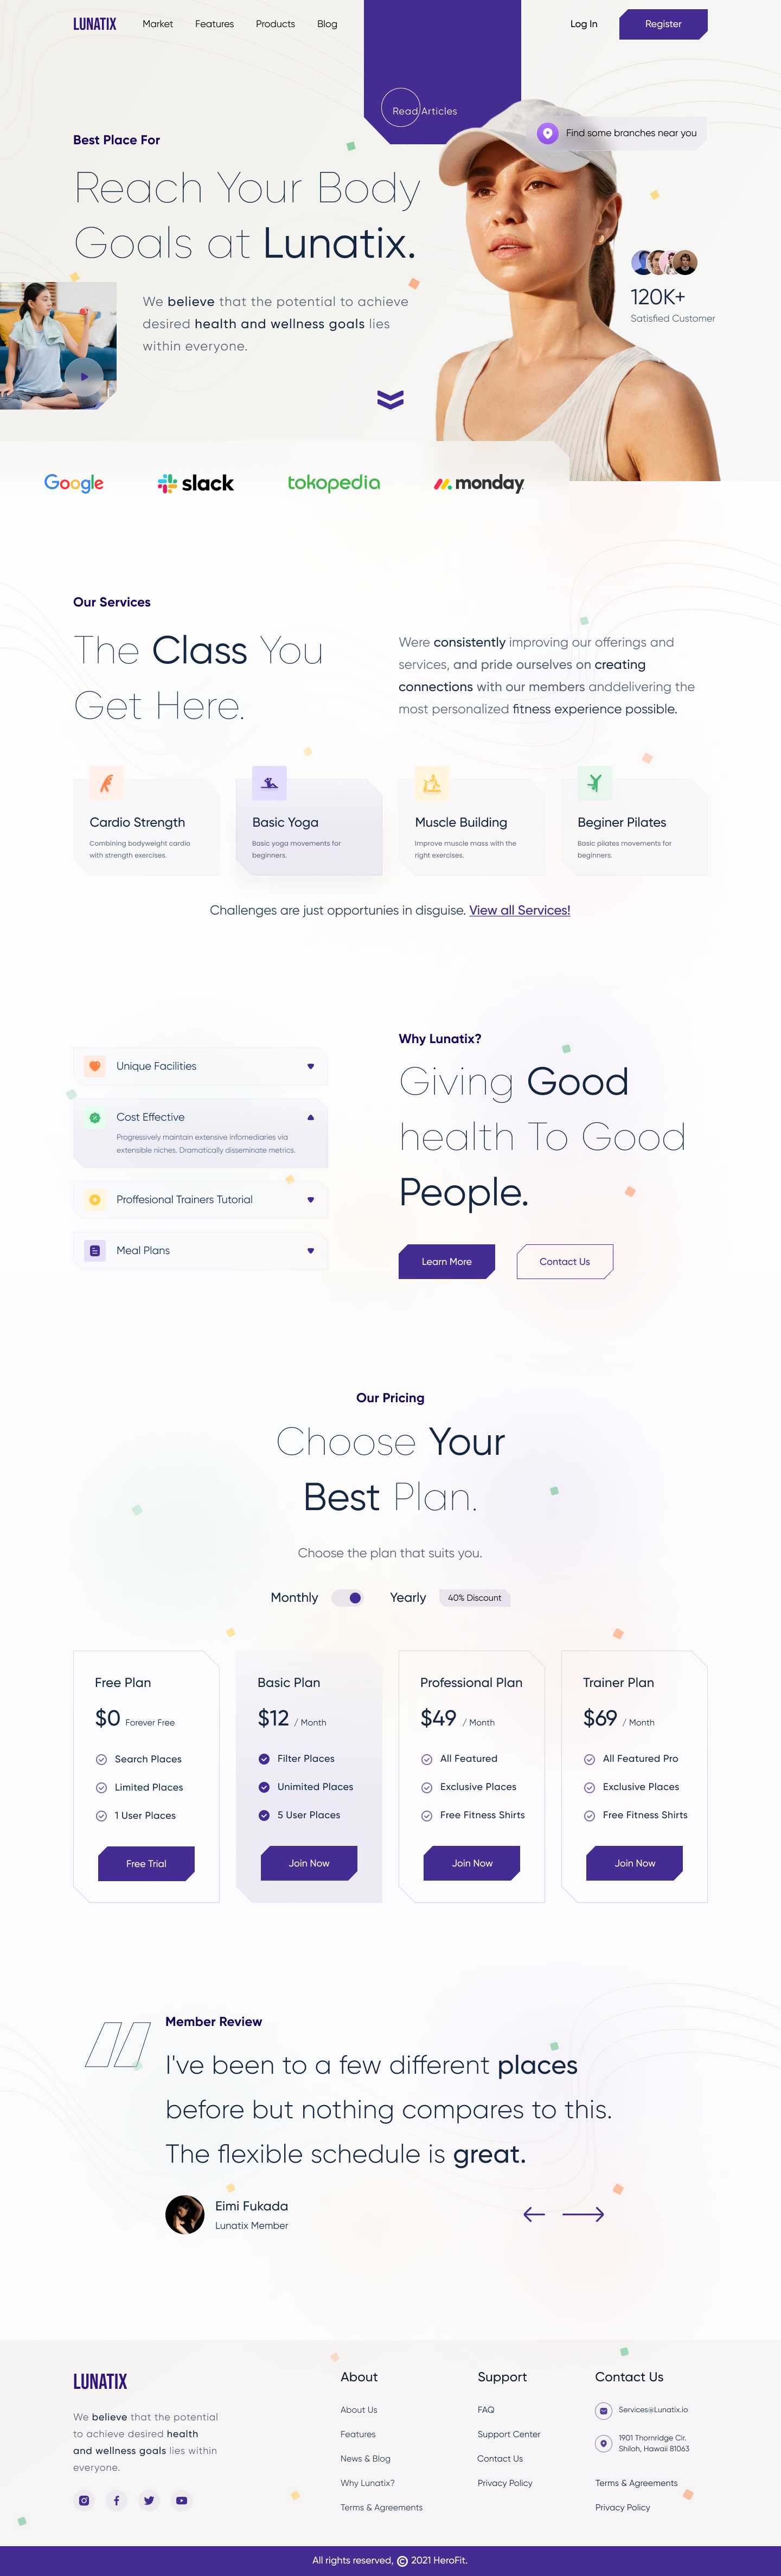 LUNATIX
Market
Features
Products
Blog
Log In
Register
Read Articles
Find some branches near you
Best Place For
Reach Your Body
Goals at Lunatix.
We believe that the potential to achieve
desired health and wellness goals lies
within everyone.
120K+
Satisfied Customer
Google
slack
tokopedia
monday
Our Services
The Class You
Get Here.
Were consistently improving our offerings and
services, and pride ourselves on creating
connections with our members anddelivering the
most personalized fitness experience possible.
Cardio Strength
Combining bodyweight cardio
with strength exercises.
Basic Yoga
Basic yoga movements for
beginners.
Muscle Building
Improve muscle mass with the
right exercises.
Beginer Pilates
Basic pilates movements for
beginners.
Challenges are just opportunies in disguise. View all Services!
Unique Facilities
Cost Effective
Progressively maintain extensive infomediaries via
extensible niches. Dramatically disseminate metrics.
Proffesional Trainers Tutorial
Meal Plans
Why Lunatix?
Giving Good
health To Good
People.
Learn More
Contact Us
Our Pricing
Choose Your
Best Plan.
Choose the plan that suits you.
Monthly
Yearly
40% Discount
Free Plan
$0 Forever Free
Search Places
Limited Places
1 User Places
Free Trial
Basic Plan
$12 / Month
Filter Places
Unimited Places
5 User Places
Join Now
Professional Plan
$49 / Month
All Featured
Exclusive Places
Free Fitness Shirts
Join Now
Trainer Plan
$69 / Month
All Featured Pro
Exclusive Places
Free Fitness Shirts
Join Now
Member Review
I've been to a few different places
before but nothing compares to this.
The flexible schedule is great.
Eimi Fukada
Lunatix Member
LUNATIX
We believe that the potential
to achieve desired health
and wellness goals lies within
everyone.
About
About Us
Features
News & Blog
Why Lunatix?
Terms & Agreements
Support
FAQ
Support Center
Contact Us
Privacy Policy
Contact Us
Services@Lunatix.io
1901 Thornridge Cir.
Shiloh, Hawaii 81063
Terms & Agreements
Privacy Policy
All rights reserved, © 2021 HeroFit.